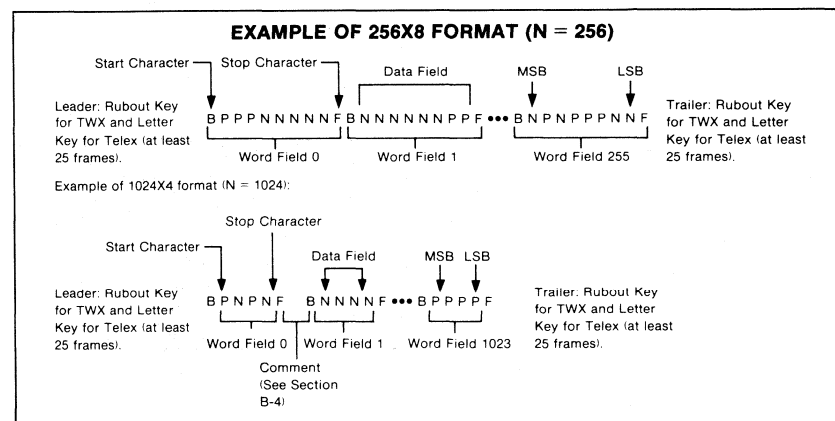 EXAMPLE OF 256X8 FORMAT (N = 256)
Start Character
Stop Character
Data Field
MSB
LSB
Leader: Rubout Key
for TWX and Letter
Key for Telex (at least
25 frames).
B P P P N N N N N F B N N N N N N P P F ••• B N P N P P P N N F
Word Field 0
Word Field 1
Word Field 255
Trailer: Rubout Key
for TWX and Letter
Key for Telex (at least
25 frames).
Example of 1024X4 format (N = 1024):
Stop Character
Start Character
Data Field
MSB LSB
Leader: Rubout Key
for TWX and Letter
Key for Telex (at least
25 frames).
B P N P N F B N N N N F ••• B P P P P F
Word Field 0
Word Field 1
Word Field 1023
Trailer: Rubout Key
for TWX and Letter
Key for Telex (at least
25 frames).
Comment
(See Section
B-4)